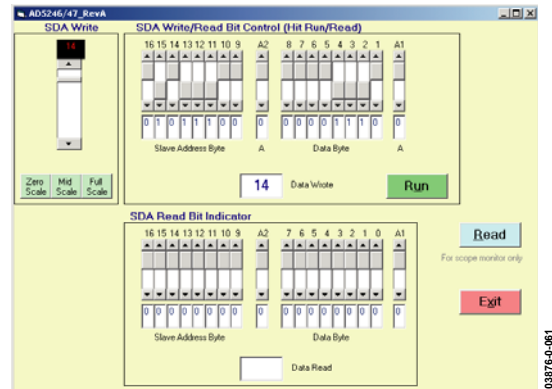 AD5246/47_RevA
SDA Write
SDA Write/Read Bit Control (Hit Run/Read)
14
16 15 14 13 12 11 10 9 A2 8 7 6 5 4 3 2 1 A1
0 1 0 1 1 1 0 0 0 0 0 0 0 1 1 1 0 0
Slave Address Byte A Data Byte A
Zero Scale
Mid Scale
Full Scale
14 Data Wrote
Run
SDA Read Bit Indicator
16 15 14 13 12 11 10 9 A2 7 6 5 4 3 2 1 0 A1
0 0 0 0 0 0 0 0 0 0 0 0 0 0 0 0 0 0
Slave Address Byte Data Byte
Data Read
Read
For scope monitor only
Exit
03876-0-061